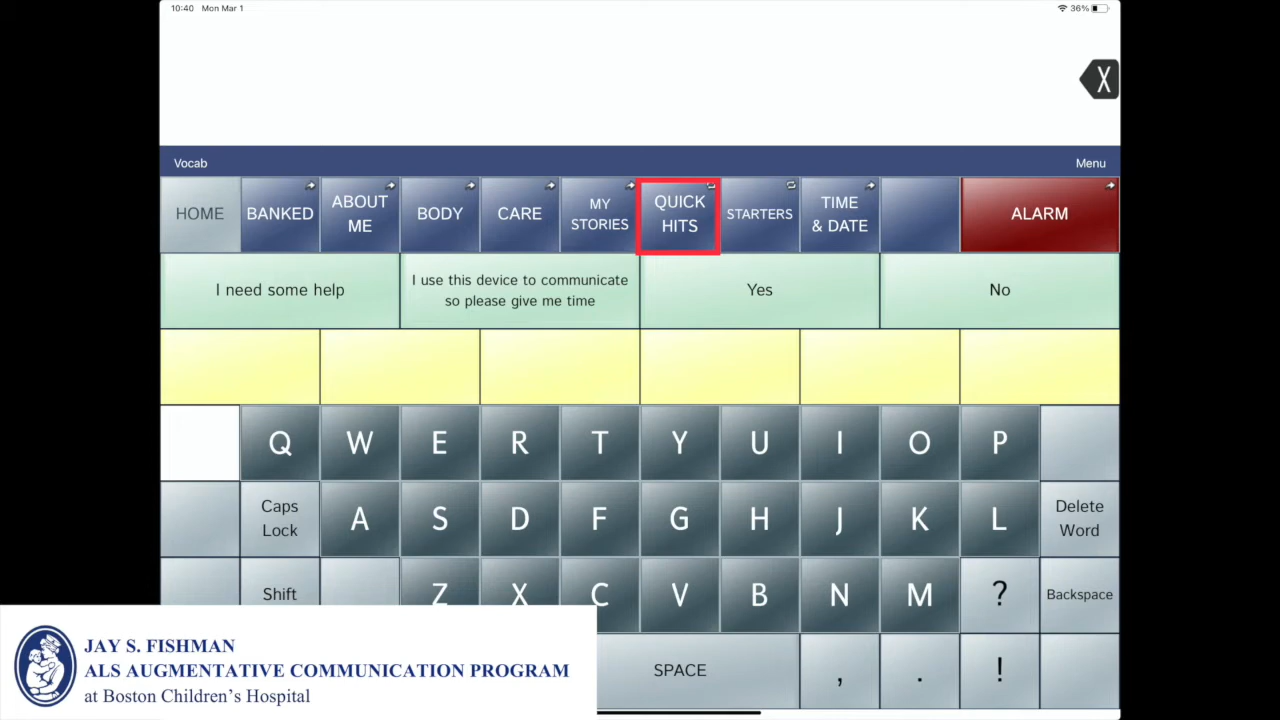 10:40 Mon Mar 1
36%
X
Vocab
Menu
HOME
BANKED
ABOUT
ME
BODY
CARE
MY
STORIES
QUICK
HITS
STARTERS
TIME
& DATE
ALARM
I need some help
I use this device to communicate
so please give me time
Yes
No
Q W E R T Y U I O P
Caps
Lock
A S D F G H J K L
Delete
Word
Shift
Z X C V B N M ?
Backspace
SPACE
, . !
JAY S. FISHMAN
ALS AUGMENTATIVE COMMUNICATION PROGRAM
at Boston Children's Hospital